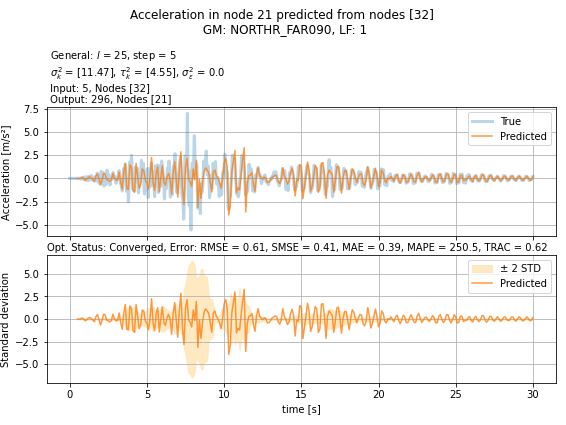 Acceleration in node 21 predicted from nodes [32]
GM: NORTHR_FAR090, LF: 1
General: l = 25, step = 5
σ²ₖ = [11.47], τ²ₖ = [4.55], σ²ε = 0.0
Input: 5, Nodes [32]
Output: 296, Nodes [21]
Acceleration [m/s²]
7.5
5.0
2.5
0.0
−2.5
−5.0
True
Predicted
Opt. Status: Converged, Error: RMSE = 0.61, SMSE = 0.41, MAE = 0.39, MAPE = 250.5, TRAC = 0.62
Standard deviation
5.0
2.5
0.0
−2.5
−5.0
± 2 STD
Predicted
0 5 10 15 20 25 30
time [s]